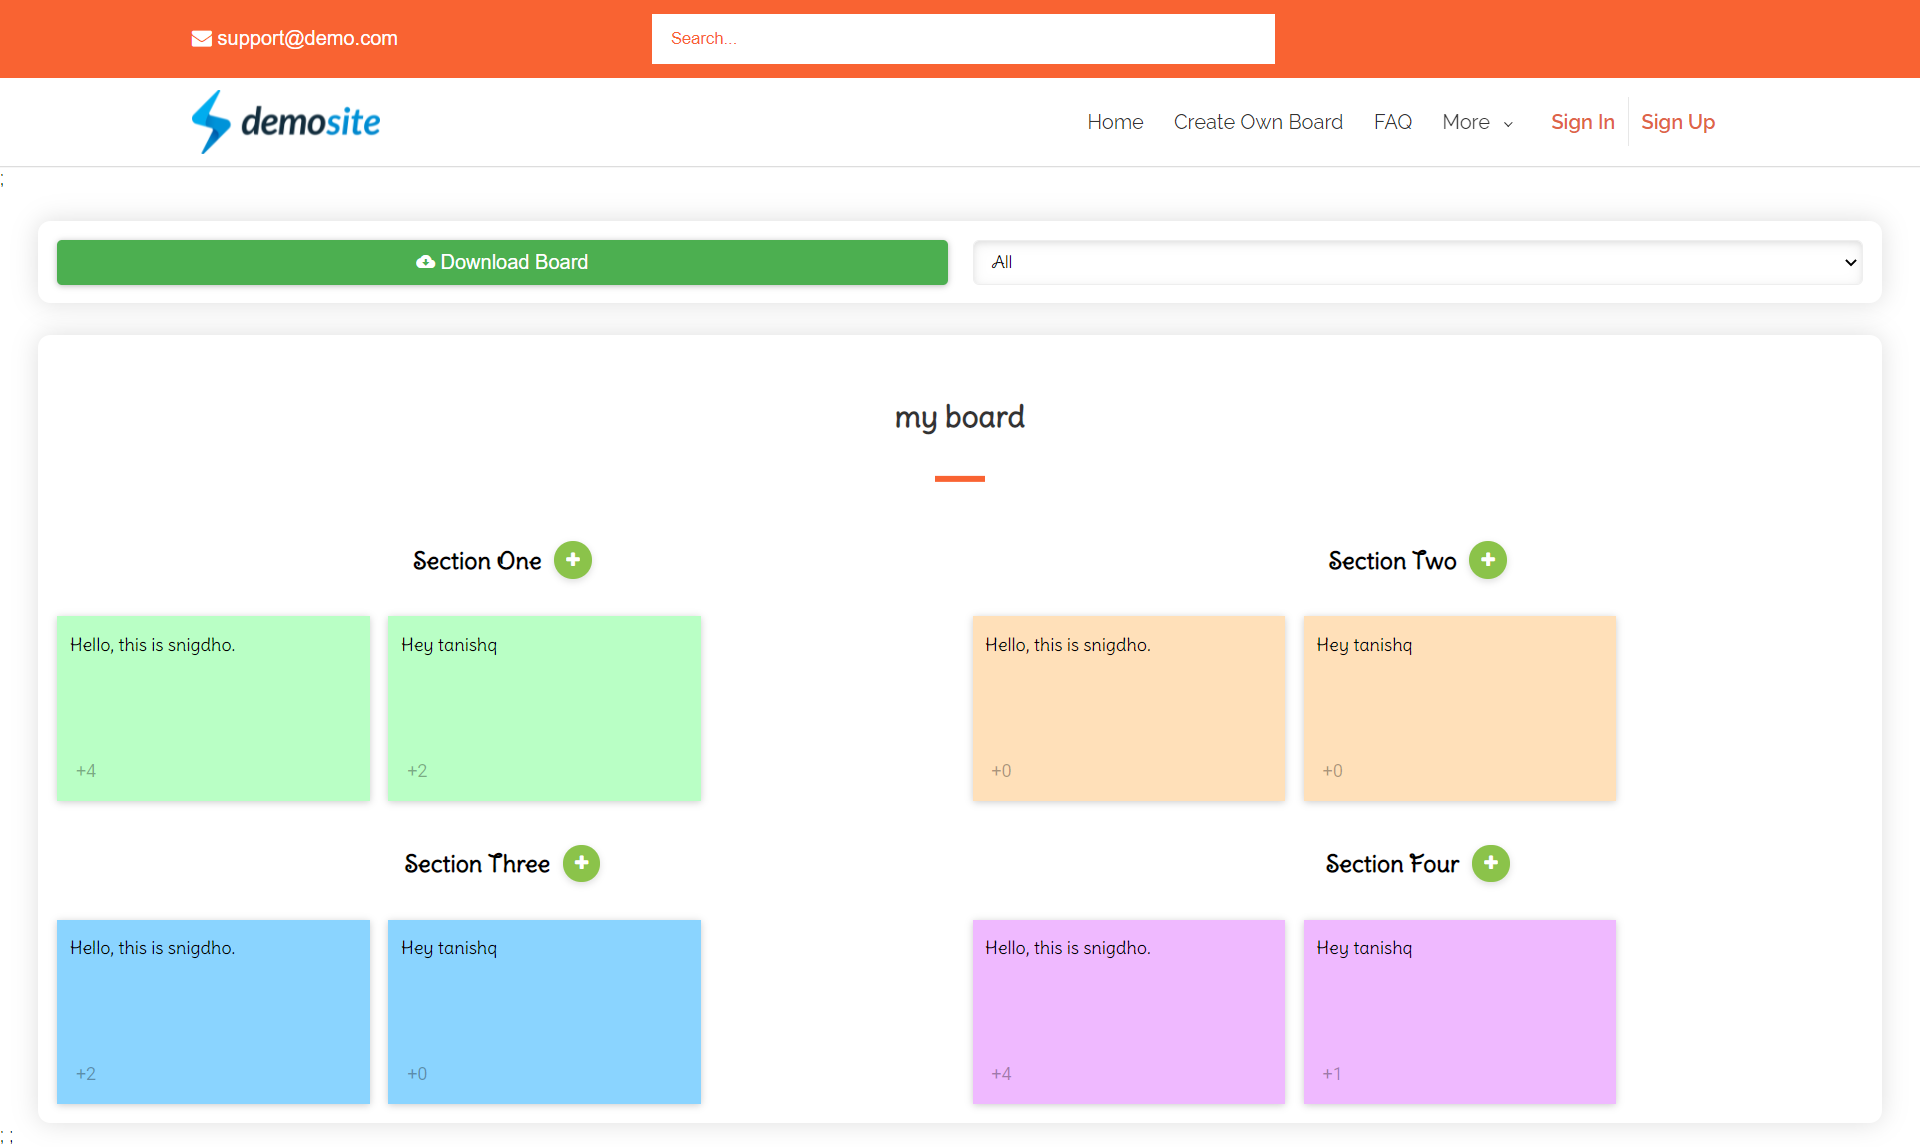 support@demo.com
Search...
demosite
Home Create Own Board FAQ More Sign In Sign Up
;
Download Board
All
my board
Section One
Section Two
Hello, this is snigdho.
Hey tanishq
Hello, this is snigdho.
Hey tanishq
+4
+2
+0
+0
Section Three
Section Four
Hello, this is snigdho.
Hey tanishq
Hello, this is snigdho.
Hey tanishq
+2
+0
+4
+1
; ;